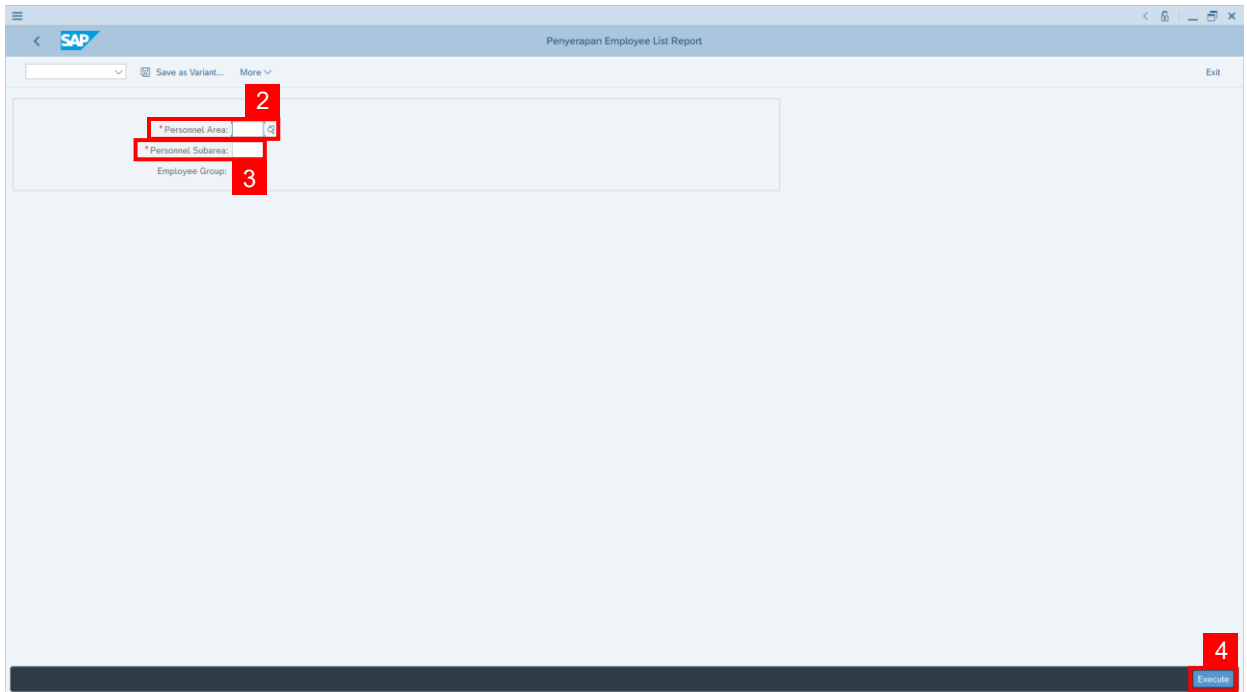 SAP
Penyerapan Employee List Report
Save as Variant... More
Exit
2
*Personnel Area:
*Personnel Subarea:
Employee Group:
3
4
Execute